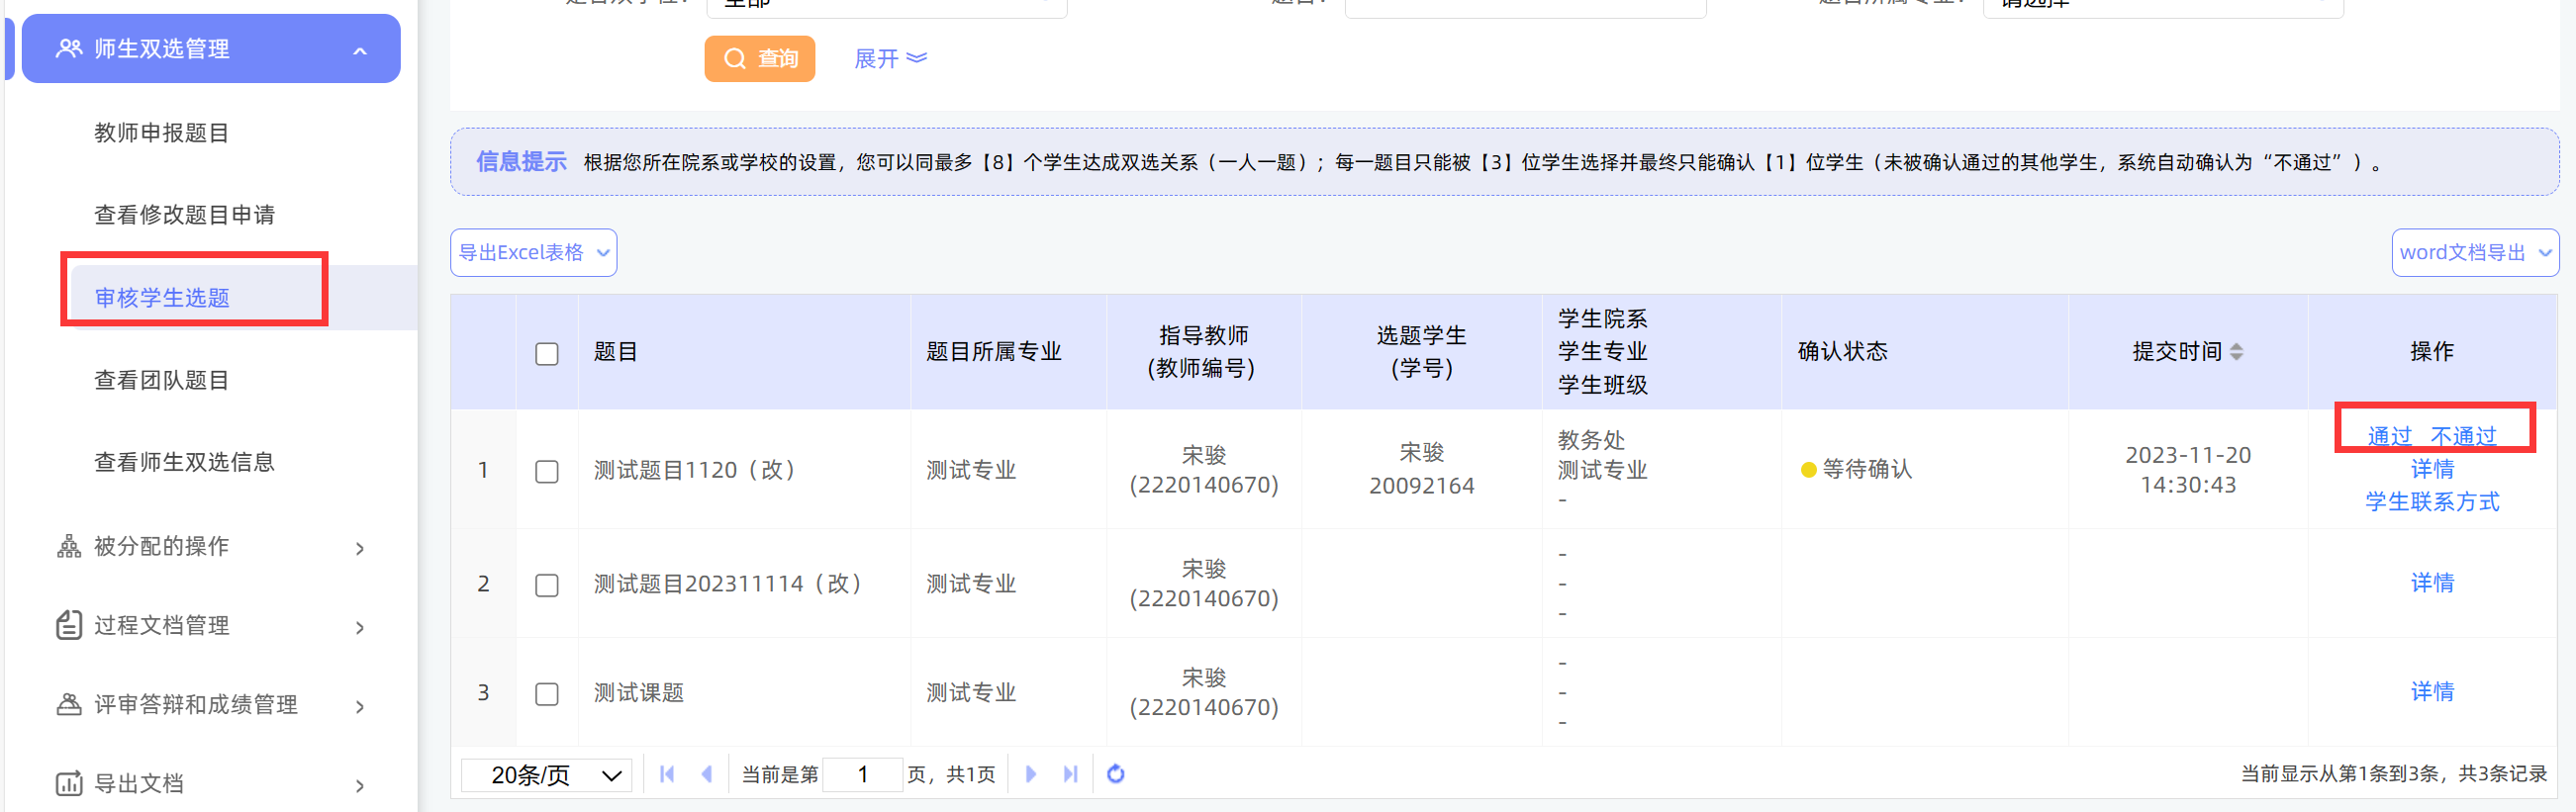 师生双选管理
教师申报题目
查看修改题目申请
审核学生选题
查看团队题目
查看师生双选信息
被分配的操作
过程文档管理
评审答辩和成绩管理
导出文档
全部
题目：
题目所属专业：
请选择
查询
展开
信息提示 根据您所在院系或学校的设置，您可以同最多【8】个学生达成双选关系（一人一题）；每一题目只能被【3】位学生选择并最终只能确认【1】位学生（未被确认通过的其他学生，系统自动确认为“不通过”）。
导出Excel表格
word文档导出
题目
题目所属专业
指导教师
(教师编号)
选题学生
(学号)
学生院系
学生专业
学生班级
确认状态
提交时间
操作
1
测试题目1120（改）
测试专业
宋骏
(2220140670)
宋骏
20092164
教务处
测试专业
-
等待确认
2023-11-20
14:30:43
通过 不通过
详情
学生联系方式
2
测试题目202311114（改）
测试专业
宋骏
(2220140670)
-
-
-
详情
3
测试课题
测试专业
宋骏
(2220140670)
-
-
-
详情
20条/页
当前是第 1 页，共1页
当前显示从第1条到3条，共3条记录